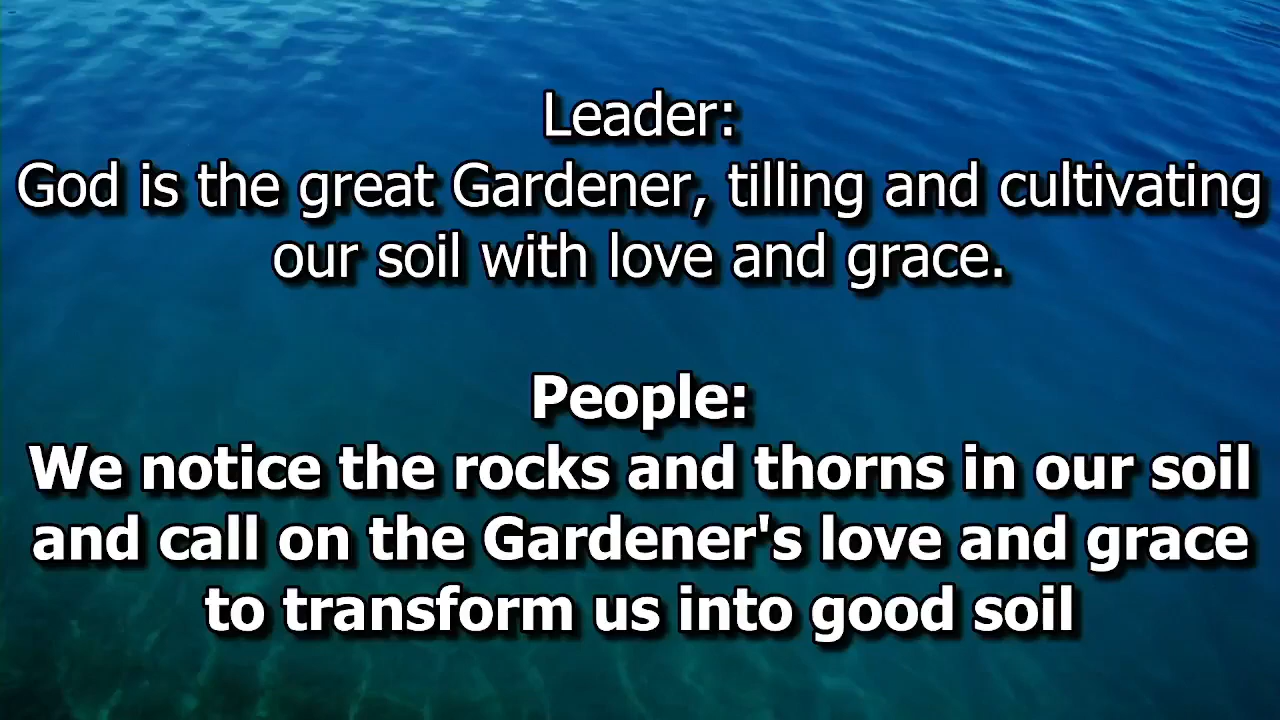 Leader:
God is the great Gardener, tilling and cultivating
our soil with love and grace.
People:
We notice the rocks and thorns in our soil
and call on the Gardener's love and grace
to transform us into good soil